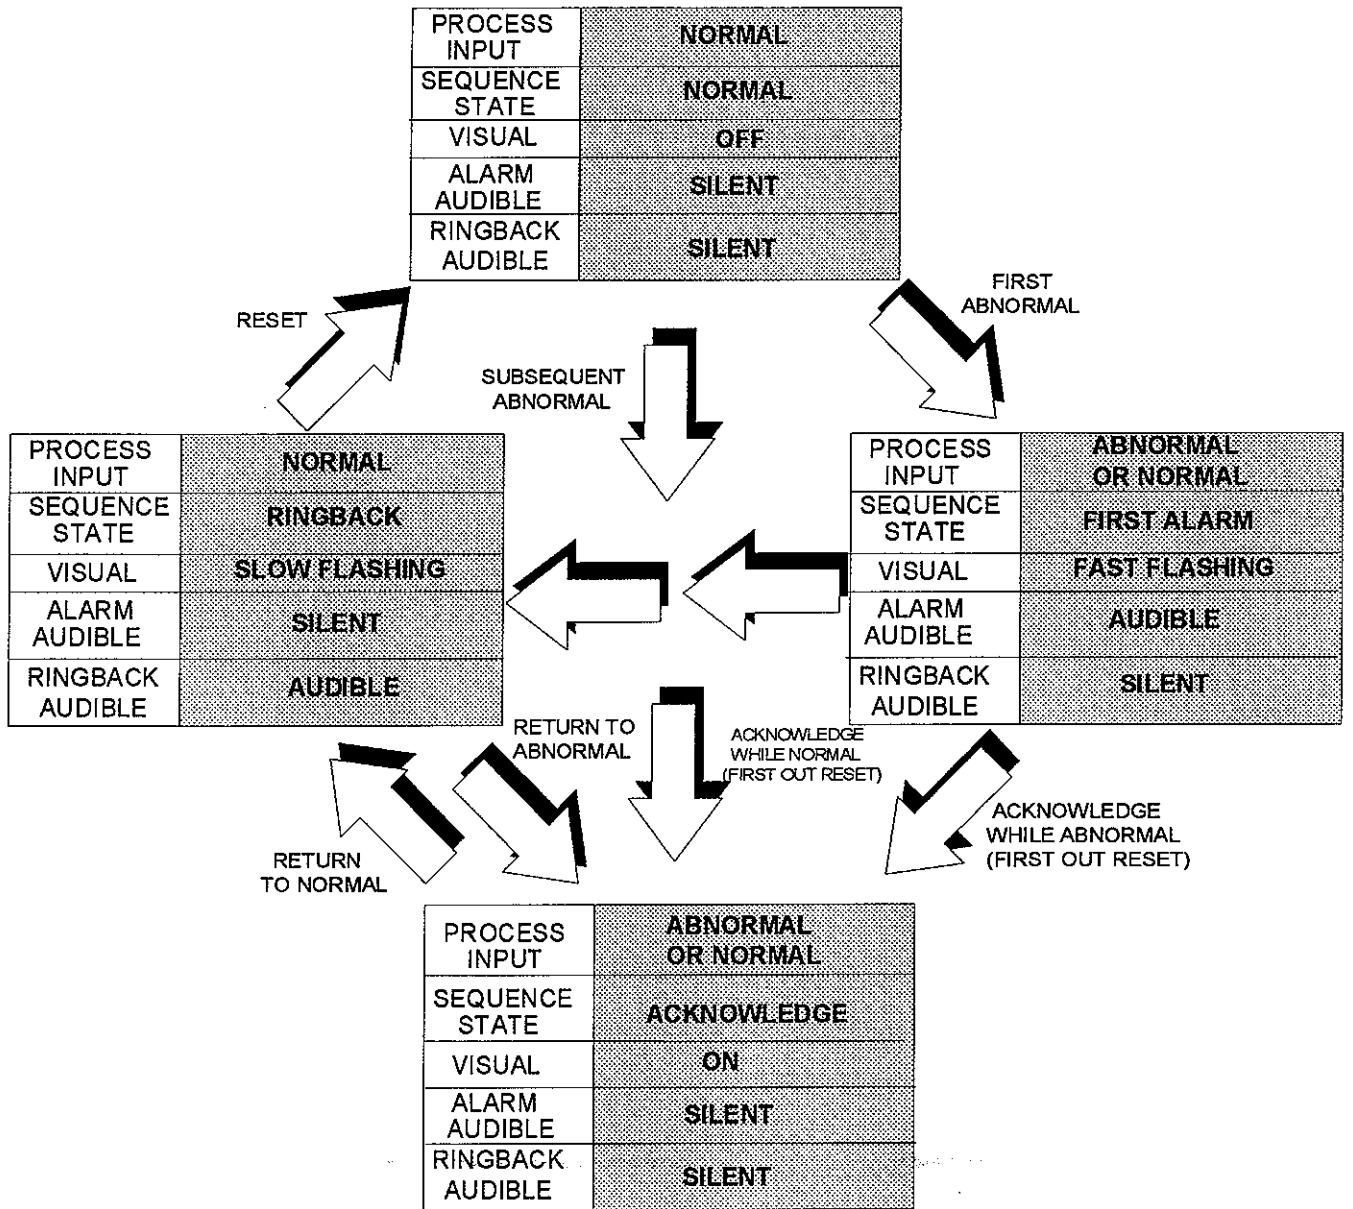 PROCESS
INPUT
NORMAL
SEQUENCE
STATE
NORMAL
VISUAL
OFF
ALARM
AUDIBLE
SILENT
RINGBACK
AUDIBLE
SILENT
RESET
FIRST
ABNORMAL
SUBSEQUENT
ABNORMAL
PROCESS
INPUT
NORMAL
SEQUENCE
STATE
RINGBACK
VISUAL
SLOW FLASHING
ALARM
AUDIBLE
SILENT
RINGBACK
AUDIBLE
AUDIBLE
PROCESS
INPUT
ABNORMAL
OR NORMAL
SEQUENCE
STATE
FIRST ALARM
VISUAL
FAST FLASHING
ALARM
AUDIBLE
AUDIBLE
RINGBACK
AUDIBLE
SILENT
RETURN TO
ABNORMAL
ACKNOWLEDGE
WHILE NORMAL
(FIRST OUT RESET)
ACKNOWLEDGE
WHILE ABNORMAL
(FIRST OUT RESET)
RETURN
TO NORMAL
PROCESS
INPUT
ABNORMAL
OR NORMAL
SEQUENCE
STATE
ACKNOWLEDGE
VISUAL
ON
ALARM
AUDIBLE
SILENT
RINGBACK
AUDIBLE
SILENT